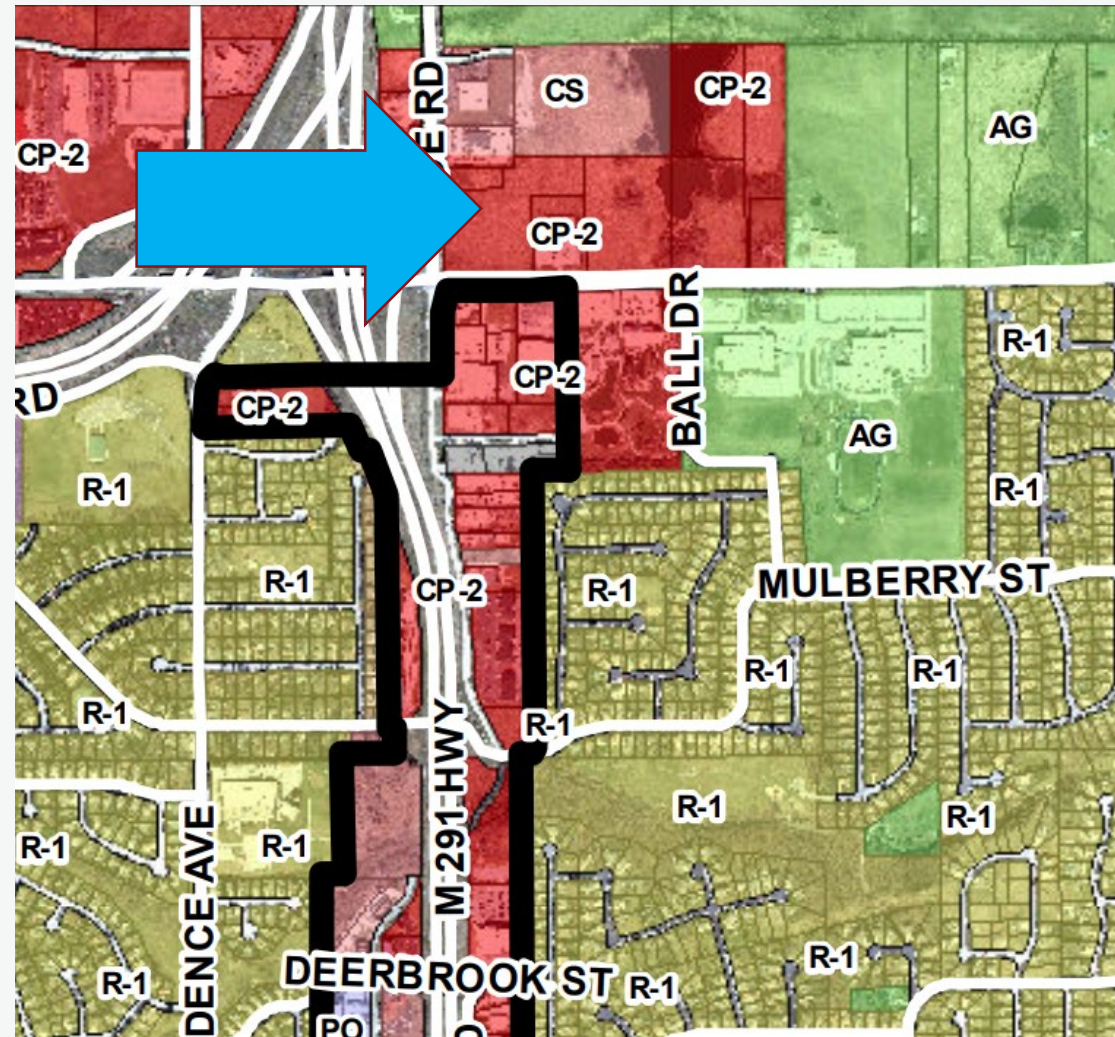 CS
CP-2
E RD
AG
CP-2
CP-2
BALL DR
R-1
CP-2
CP-2
RD
AG
R-1
R-1
R-1
CP-2
R-1
MULBERRY ST
R-1
R-1
R-1
R-1
M 291 HWY
R-1
R-1
R-1
R-1
DENCE AVE
R-1
DEERBROOK ST
R-1
R-1
PO